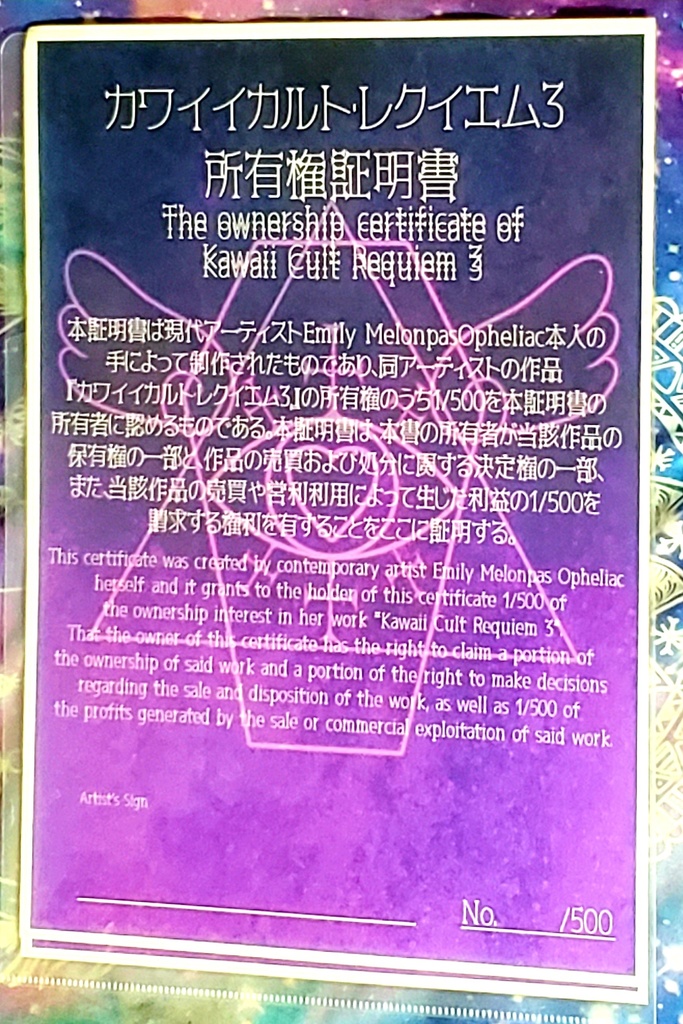 カワイイカルト・レクイエム3
所有権証明書
The ownership certificate of
Kawaii Cult Requiem 3
本証明書は現代アーティストEmily MelonpasOpheliac本人の
手によって制作されたものであり、同アーティストの作品
『カワイイカルトレクイエム3』の所有権のうち1/500を本証明書の
所有者に認めるものである。本証明書は、本書の所有者が当該作品の
保有権の一部と、作品の売買および処分に関する決定権の一部、
また、当該作品の売買や営利利用によって生じた利益の1/500を
請求する権利を有することをここに証明する。
This certificate was created by contemporary artist Emily Melonpas Opheliac
herself and it grants to the holder of this certificate 1/500 of
the ownership interest in her work "Kawaii Cult Requiem 3"
That the owner of this certificate has the right to claim a portion of
the ownership of said work and a portion of the right to make decisions
regarding the sale and disposition of the work, as well as 1/500 of
the profits generated by the sale or commercial exploitation of said work.
Artist's Sign
No. /500